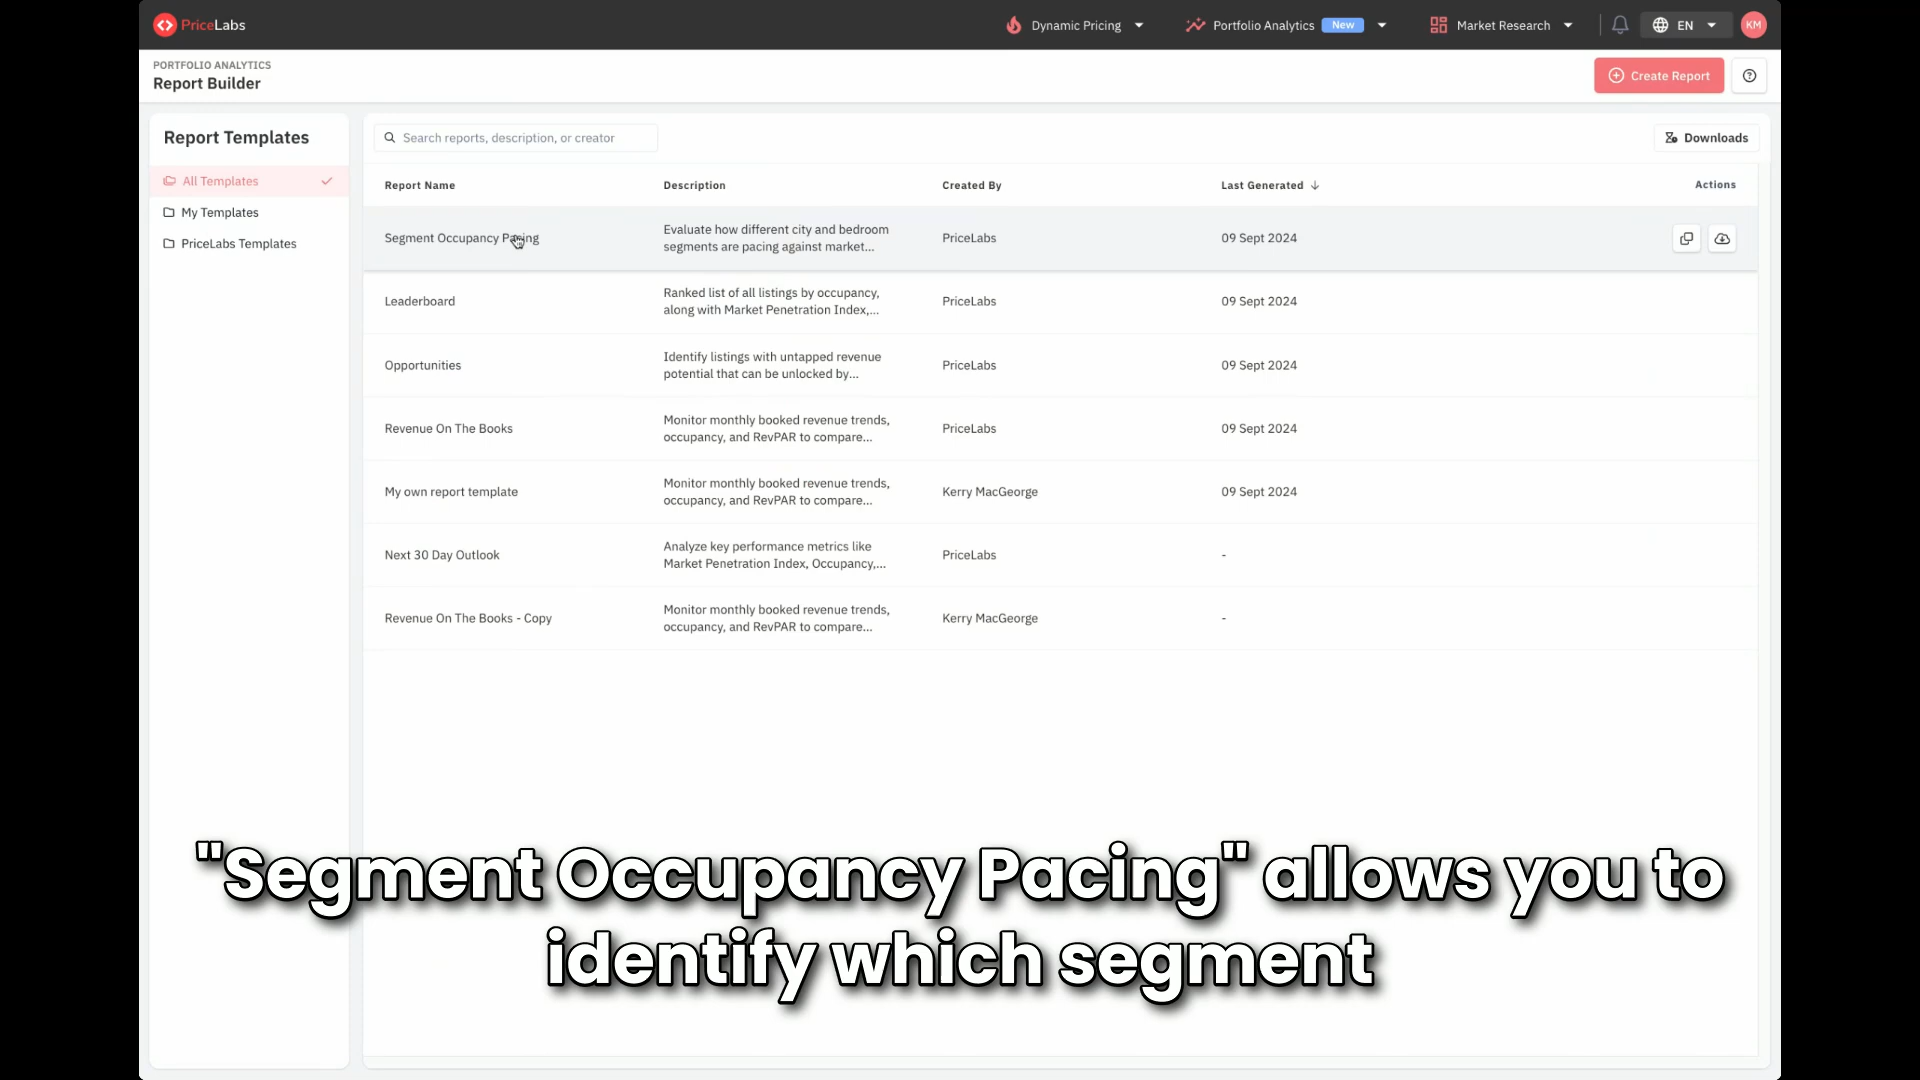 PriceLabs
Dynamic Pricing
Portfolio Analytics New
Market Research
EN
KM
PORTFOLIO ANALYTICS
Report Builder
Create Report
Report Templates
All Templates
My Templates
PriceLabs Templates
Search reports, description, or creator
Downloads
Report Name Description Created By Last Generated Actions
Segment Occupancy Pacing
Evaluate how different city and bedroom
segments are pacing against market...
PriceLabs
09 Sept 2024
Leaderboard
Ranked list of all listings by occupancy,
along with Market Penetration Index,...
PriceLabs
09 Sept 2024
Opportunities
Identify listings with untapped revenue
potential that can be unlocked by...
PriceLabs
09 Sept 2024
Revenue On The Books
Monitor monthly booked revenue trends,
occupancy, and RevPAR to compare...
PriceLabs
09 Sept 2024
My own report template
Monitor monthly booked revenue trends,
occupancy, and RevPAR to compare...
Kerry MacGeorge
09 Sept 2024
Next 30 Day Outlook
Analyze key performance metrics like
Market Penetration Index, Occupancy,...
PriceLabs
-
Revenue On The Books - Copy
Monitor monthly booked revenue trends,
occupancy, and RevPAR to compare...
Kerry MacGeorge
-
"Segment Occupancy Pacing" allows you to
identify which segment